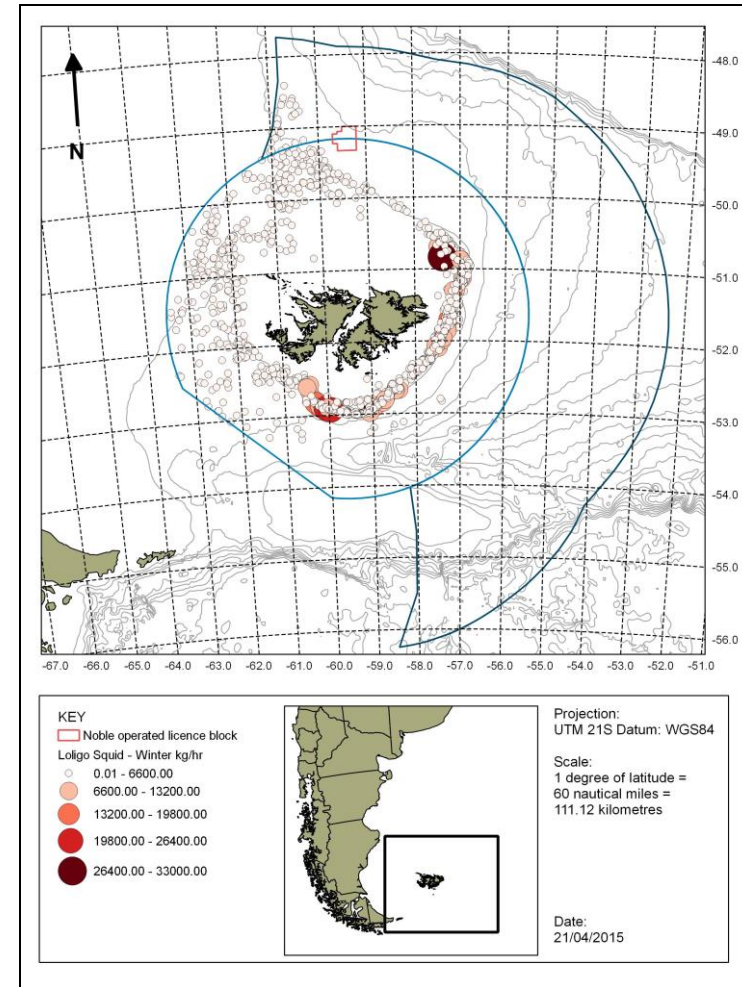 N
-48.0
-49.0
-50.0
-51.0
-52.0
-53.0
-54.0
-55.0
-56.0
-67.0 -66.0 -65.0 -64.0 -63.0 -62.0 -61.0 -60.0 -59.0 -58.0 -57.0 -56.0 -55.0 -54.0 -53.0 -52.0 -51.0
KEY
Noble operated licence block
Loligo Squid - Winter kg/hr
0.01 - 6600.00
6600.00 - 13200.00
13200.00 - 19800.00
19800.00 - 26400.00
26400.00 - 33000.00
Projection:
UTM 21S Datum: WGS84
Scale:
1 degree of latitude =
60 nautical miles =
111.12 kilometres
Date:
21/04/2015